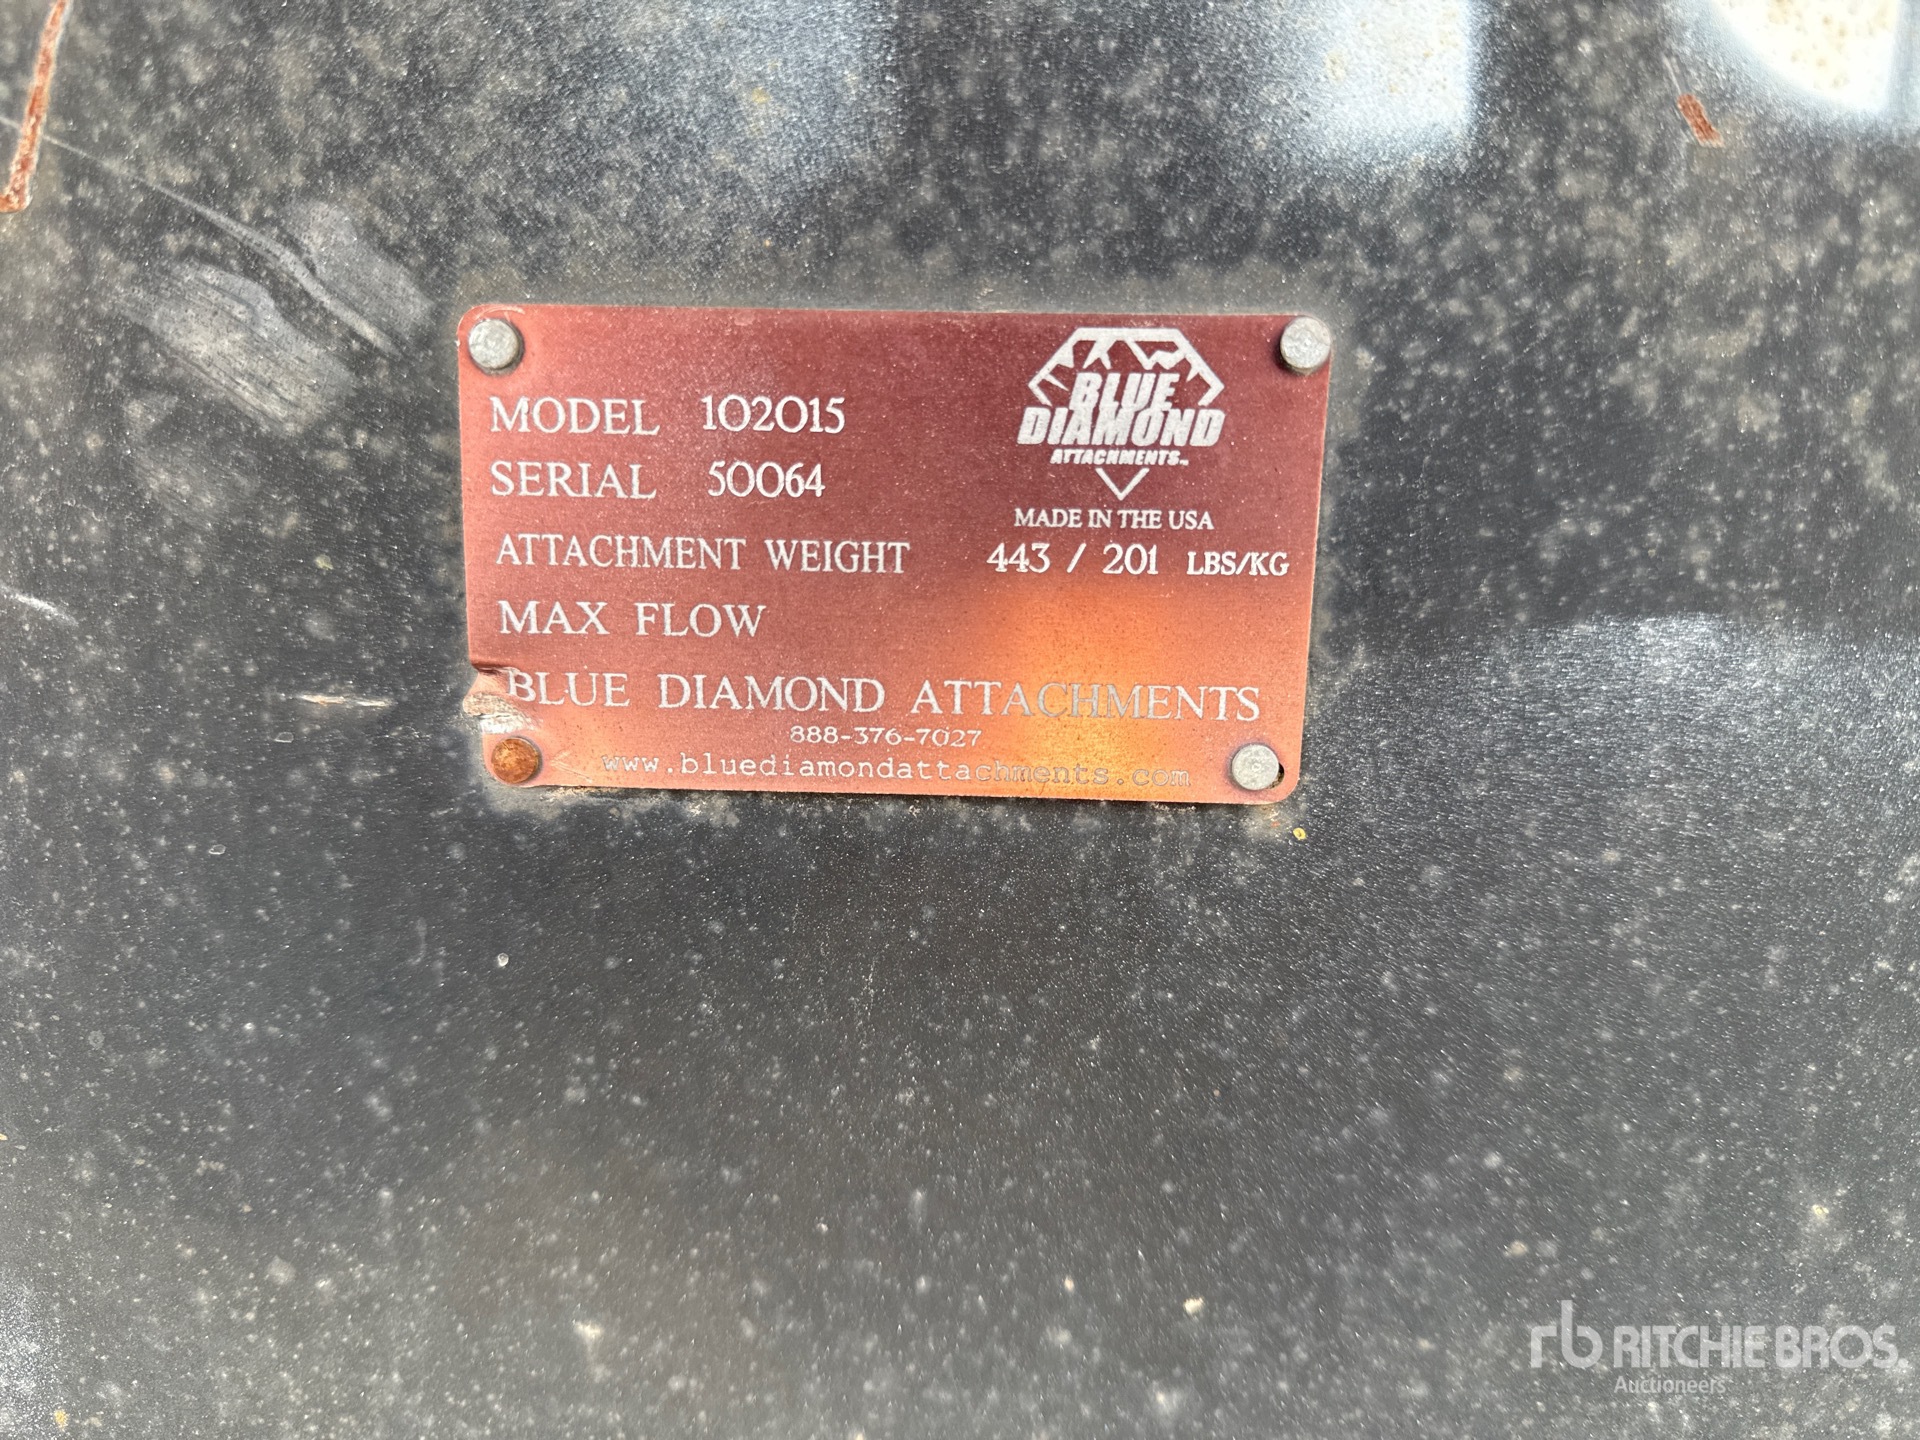 MODEL 102015
SERIAL 50064
BLUE
DIAMOND
ATTACHMENTS
MADE IN THE USA
ATTACHMENT WEIGHT 443 / 201 LBS/KG
MAX FLOW
BLUE DIAMOND ATTACHMENTS
888-376-7027
www.bluediamondattachments.com
rb RITCHIE BROS.
Auctioneers